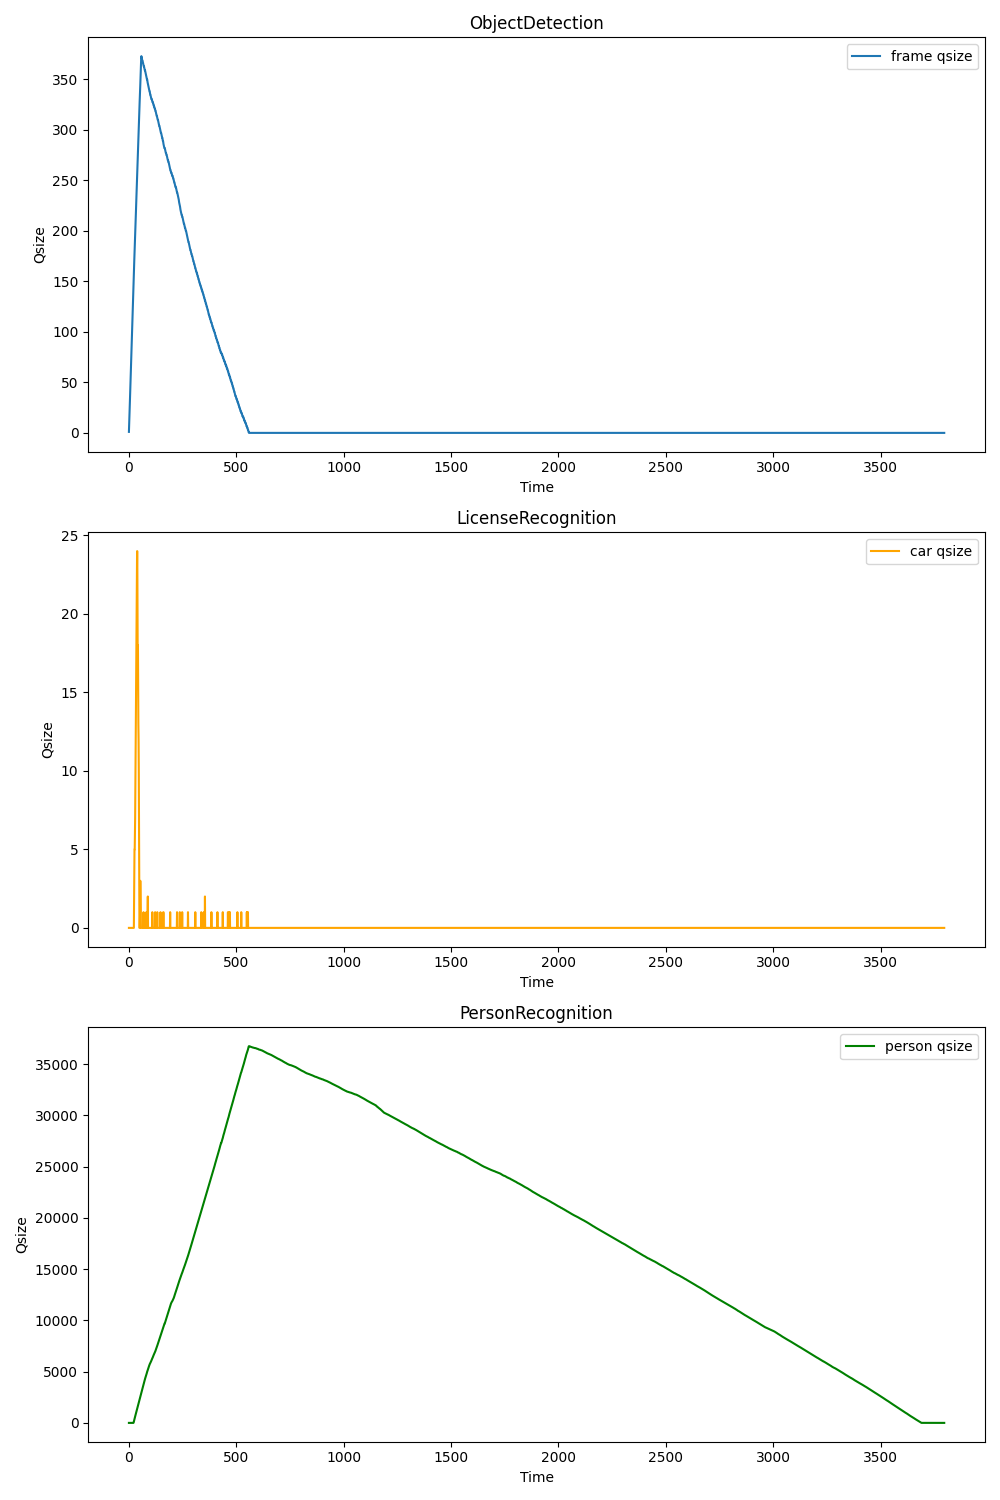 ObjectDetection
frame qsize
350
300
250
200
150
100
50
0
Qsize
0 500 1000 1500 2000 2500 3000 3500
Time
LicenseRecognition
car qsize
25
20
15
10
5
0
Qsize
0 500 1000 1500 2000 2500 3000 3500
Time
PersonRecognition
person qsize
35000
30000
25000
20000
15000
10000
5000
0
Qsize
0 500 1000 1500 2000 2500 3000 3500
Time